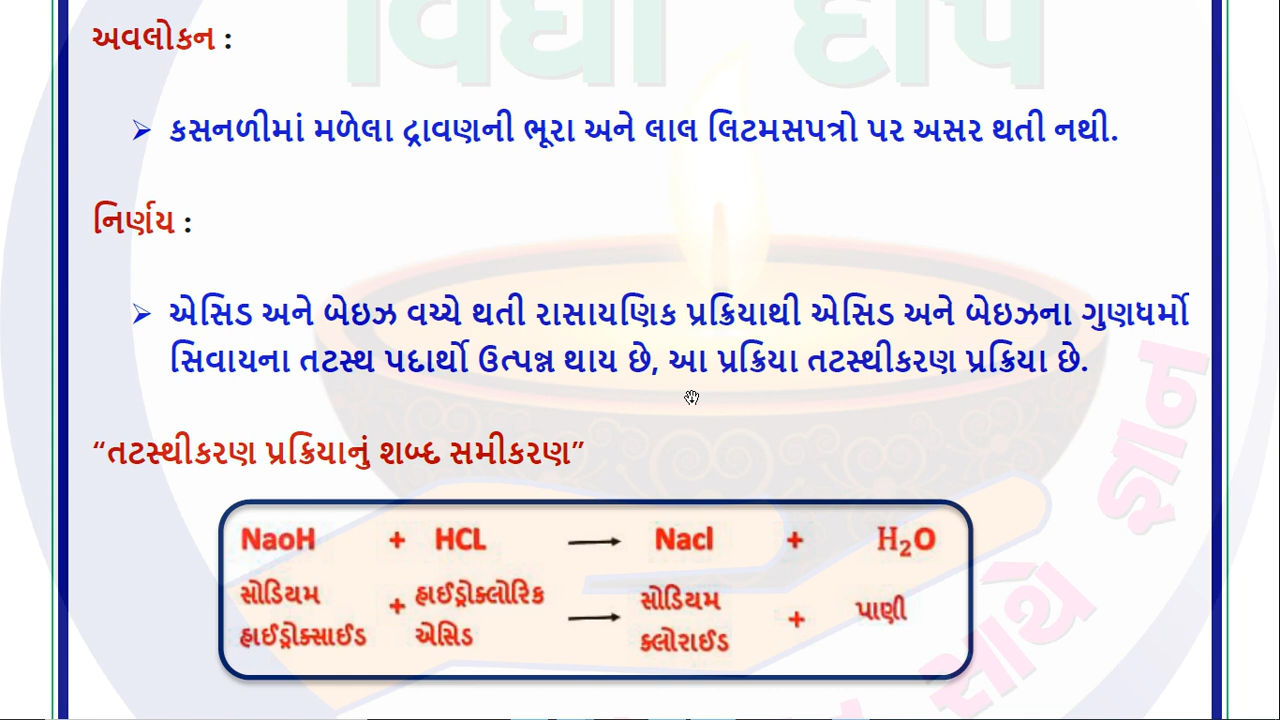 વિદ્યા દીપ
અવલોકન :
➢ કસનળીમાં મળેલા દ્રાવણની ભૂરા અને લાલ લિટમસપત્રો પર અસર થતી નથી.
નિર્ણય :
➢ એસિડ અને બેઇઝ વચ્ચે થતી રાસાયણિક પ્રક્રિયાથી એસિડ અને બેઇઝના ગુણધર્મો
સિવાયના તટસ્થ પદાર્થો ઉત્પન્ન થાય છે, આ પ્રક્રિયા તટસ્થીકરણ પ્રક્રિયા છે.
“તટસ્થીકરણ પ્રક્રિયાનું શબ્દ સમીકરણ”
NaoH + HCL ⟶ Nacl + H₂O
સોડિયમ + હાઈડ્રોક્લોરિક ⟶ સોડિયમ + પાણી
હાઈડ્રોક્સાઈડ એસિડ ક્લોરાઈડ
સાથે જ્ઞાન